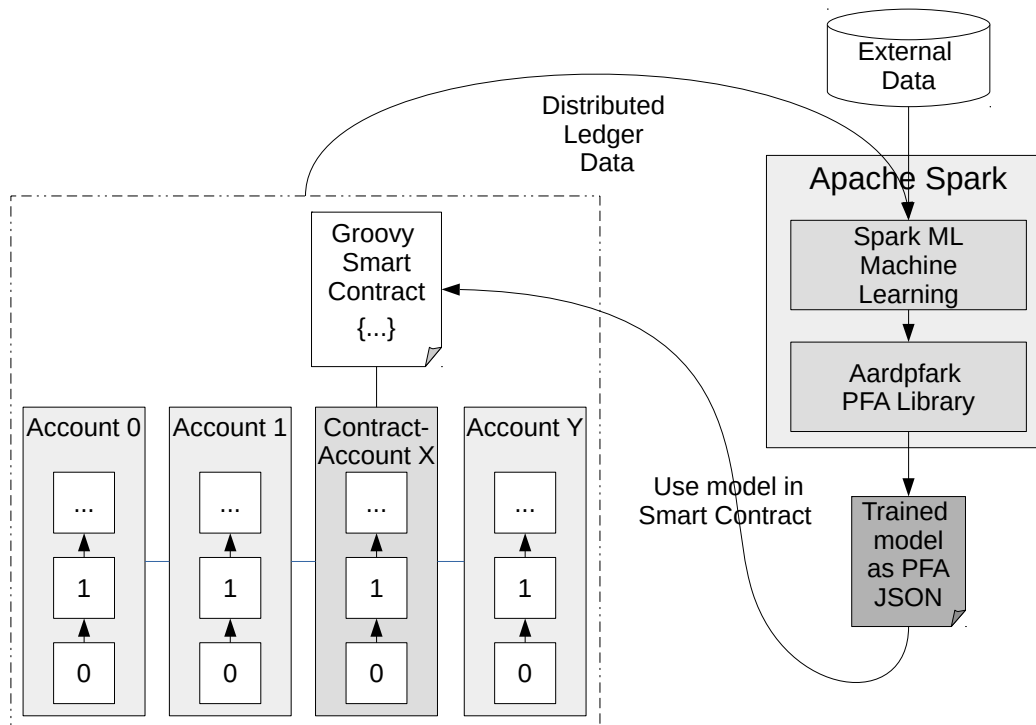 External
Data
Distributed
Ledger
Data
Apache Spark
Spark ML
Machine
Learning
Groovy
Smart
Contract
{...}
Aardpfark
PFA Library
Account 0
Account 1
Contract-
Account X
Account Y
...
...
...
...
1
1
1
1
0
0
0
0
Use model in
Smart Contract
Trained
model
as PFA
JSON